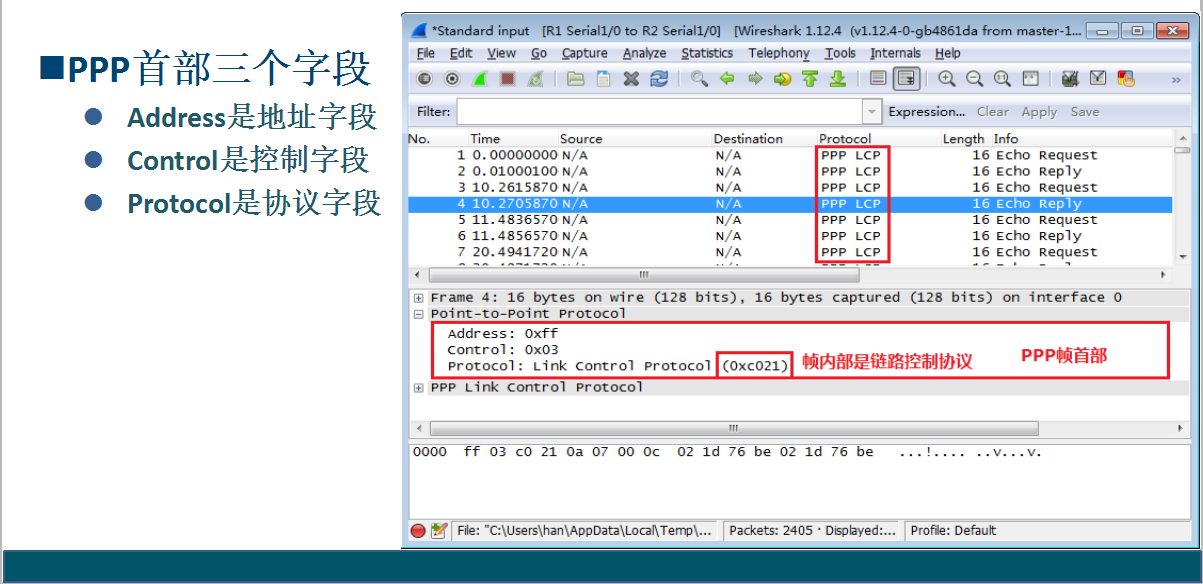 ■PPP首部三个字段
● Address是地址字段
● Control是控制字段
● Protocol是协议字段
*Standard input [R1 Serial1/0 to R2 Serial1/0] [Wireshark 1.12.4 (v1.12.4-0-gb4861da from master-1...
File Edit View Go Capture Analyze Statistics Telephony Tools Internals Help
Filter: Expression... Clear Apply Save
No. Time Source Destination Protocol Length Info
1 0.00000000 N/A N/A PPP LCP 16 Echo Request
2 0.01000100 N/A N/A PPP LCP 16 Echo Reply
3 10.2615870 N/A N/A PPP LCP 16 Echo Request
4 10.2705870 N/A N/A PPP LCP 16 Echo Reply
5 11.4836570 N/A N/A PPP LCP 16 Echo Request
6 11.4856570 N/A N/A PPP LCP 16 Echo Reply
7 20.4941720 N/A N/A PPP LCP 16 Echo Request
Frame 4: 16 bytes on wire (128 bits), 16 bytes captured (128 bits) on interface 0
Point-to-Point Protocol
Address: 0xff
Control: 0x03
Protocol: Link Control Protocol (0xc021) 帧内部是链路控制协议 PPP帧首部
PPP Link Control Protocol
0000 ff 03 c0 21 0a 07 00 0c 02 1d 76 be 02 1d 76 be ...!.... ..v...v.
File: "C:\Users\han\AppData\Local\Temp\... Packets: 2405 · Displayed:... Profile: Default